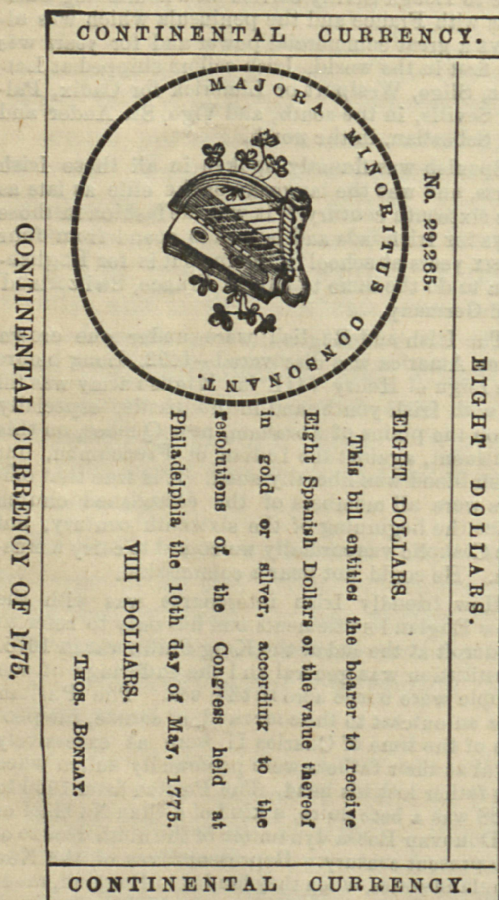 CONTINENTAL CURRENCY.
MAJORA MINORITUS CONSONANT.
No. 29,265.
EIGHT DOLLARS.
EIGHT DOLLARS.
This bill entitles the bearer to receive
Eight Spanish Dollars or the value thereof
in gold or silver according to the
resolutions of the Congress held at
Philadelphia the 10th day of May 1775.
VIII DOLLARS.
THOS. BONLAY.
CONTINENTAL CURRENCY OF 1775.
CONTINENTAL CURRENCY.